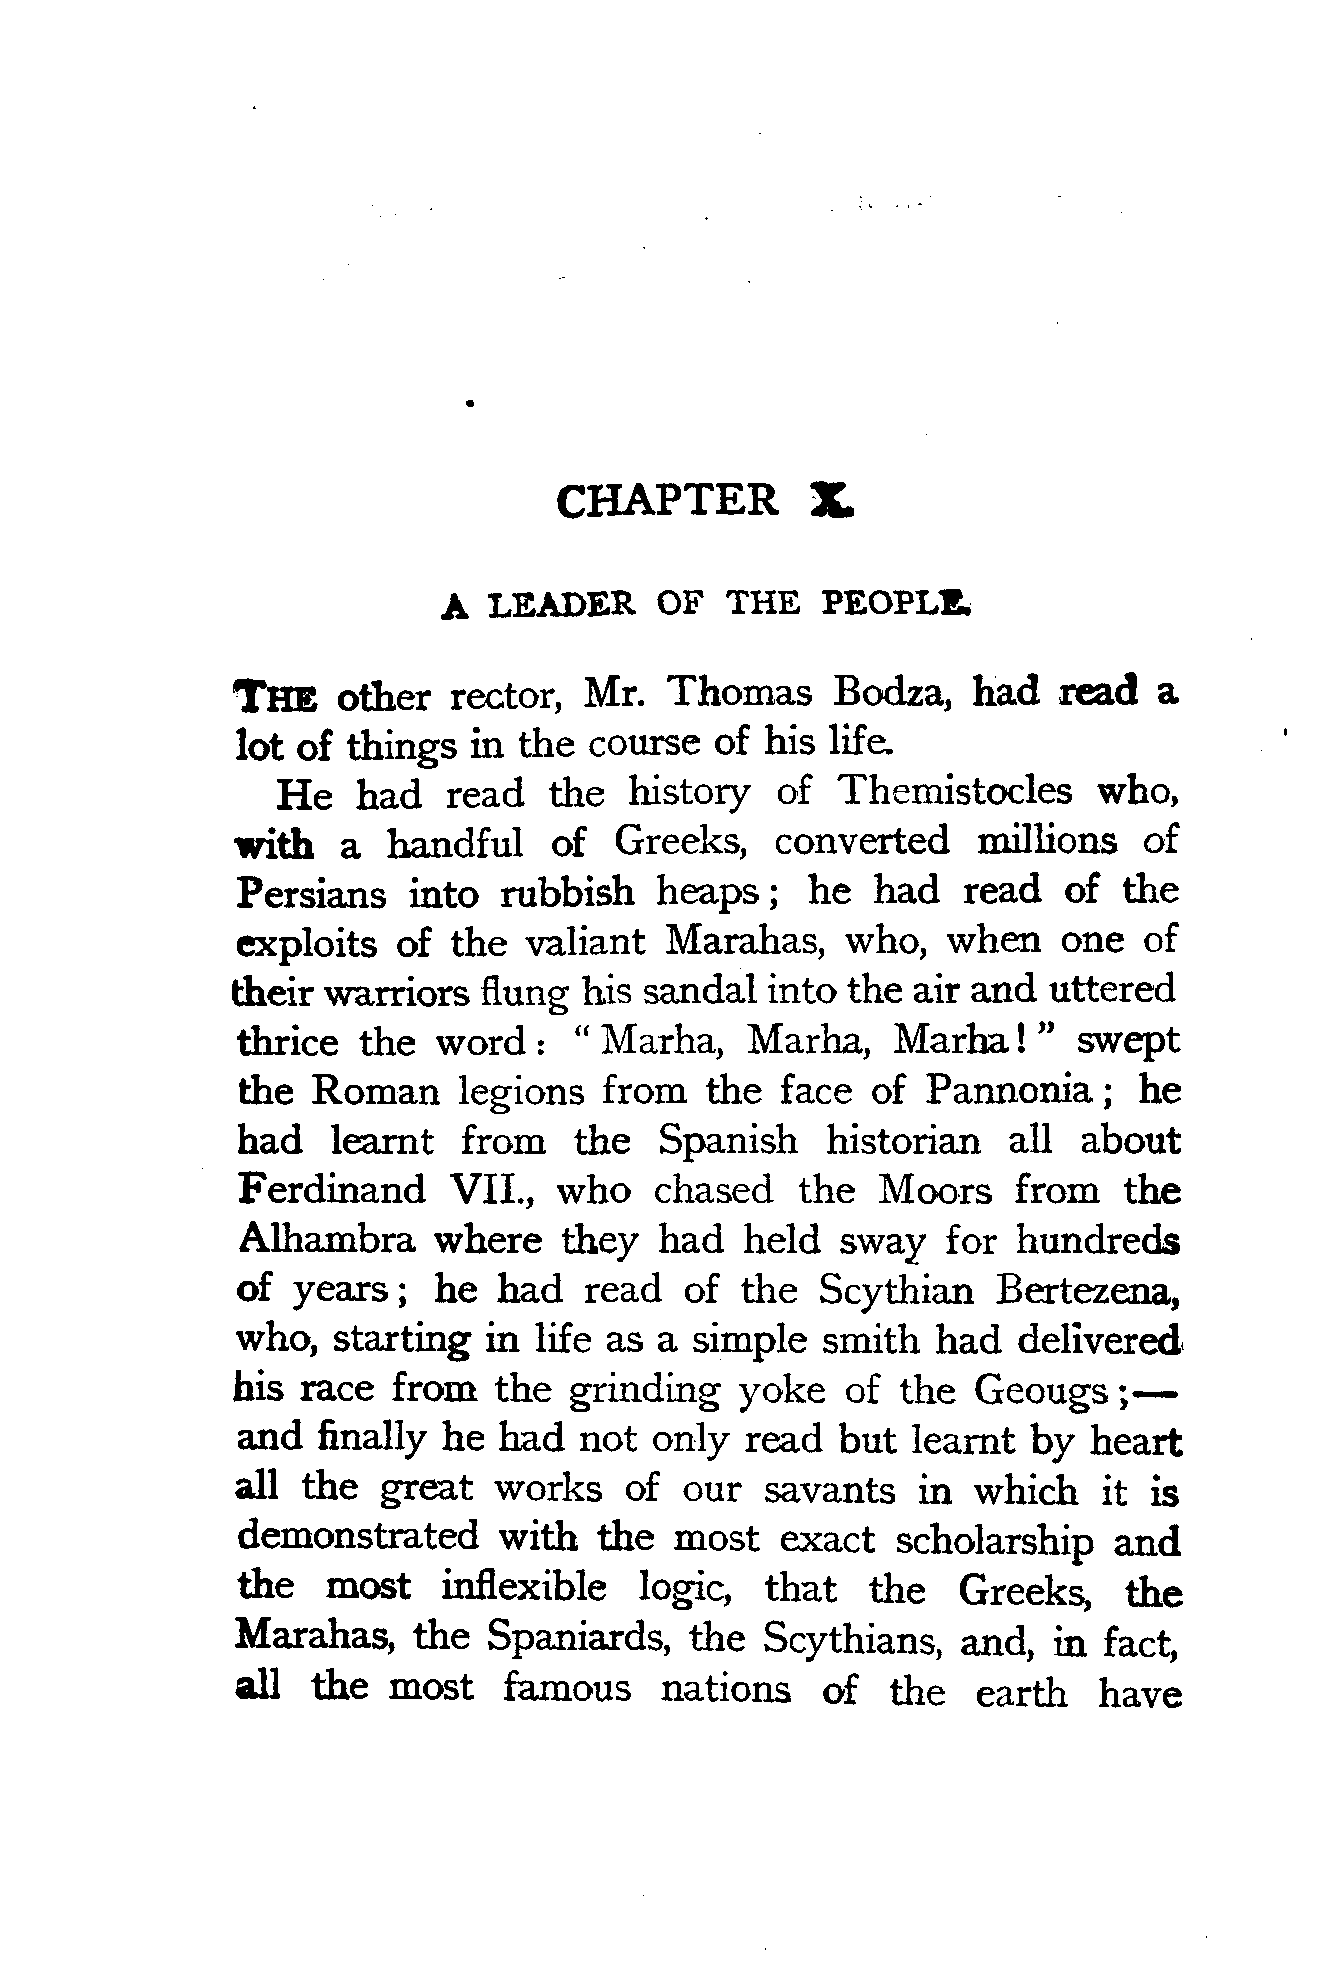 CHAPTER X.
A LEADER OF THE PEOPLE.
THE other rector, Mr. Thomas Bodza, had read a
lot of things in the course of his life.
He had read the history of Themistocles who,
with a handful of Greeks, converted millions of
Persians into rubbish heaps; he had read of the
exploits of the valiant Marahas, who, when one of
their warriors flung his sandal into the air and uttered
thrice the word: "Marha, Marha, Marha!" swept
the Roman legions from the face of Pannonia; he
had learnt from the Spanish historian all about
Ferdinand VII., who chased the Moors from the
Alhambra where they had held sway for hundreds
of years; he had read of the Scythian Bertezena,
who, starting in life as a simple smith had delivered
his race from the grinding yoke of the Geougs;—
and finally he had not only read but learnt by heart
all the great works of our savants in which it is
demonstrated with the most exact scholarship and
the most inflexible logic, that the Greeks, the
Marahas, the Spaniards, the Scythians, and, in fact,
all the most famous nations of the earth have